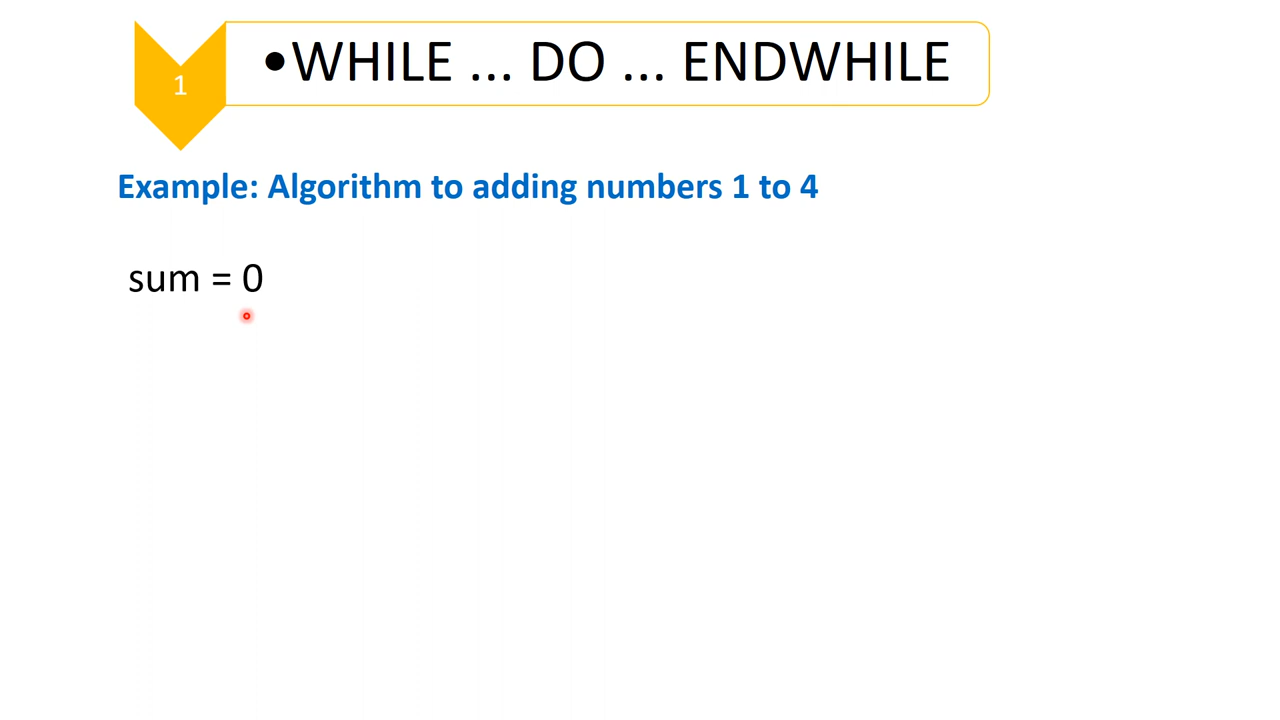 1
•WHILE ... DO ... ENDWHILE
Example: Algorithm to adding numbers 1 to 4
sum = 0